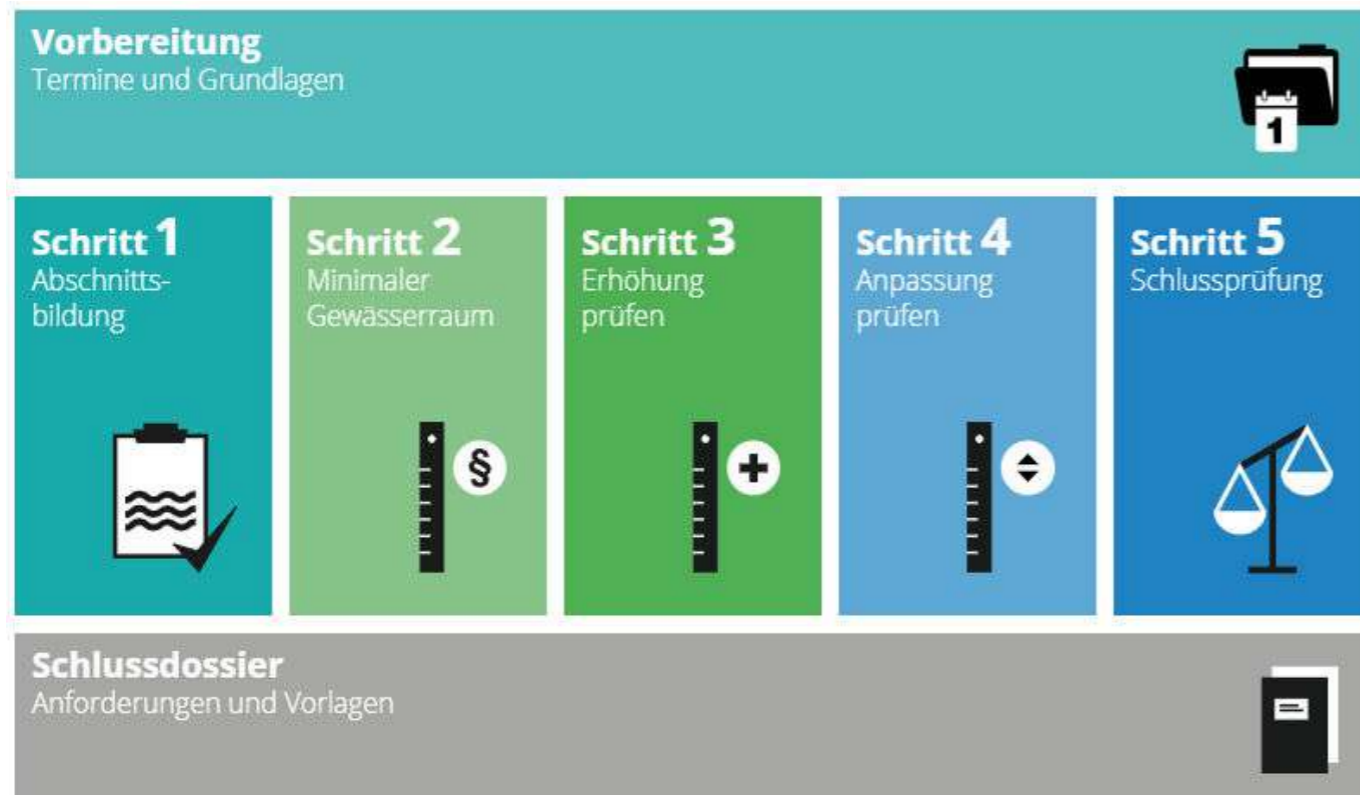 Vorbereitung
Termine und Grundlagen
1
Schritt 1
Abschnitts-
bildung
Schritt 2
Minimaler
Gewässerraum
§
Schritt 3
Erhöhung
prüfen
Schritt 4
Anpassung
prüfen
Schritt 5
Schlussprüfung
Schlussdossier
Anforderungen und Vorlagen